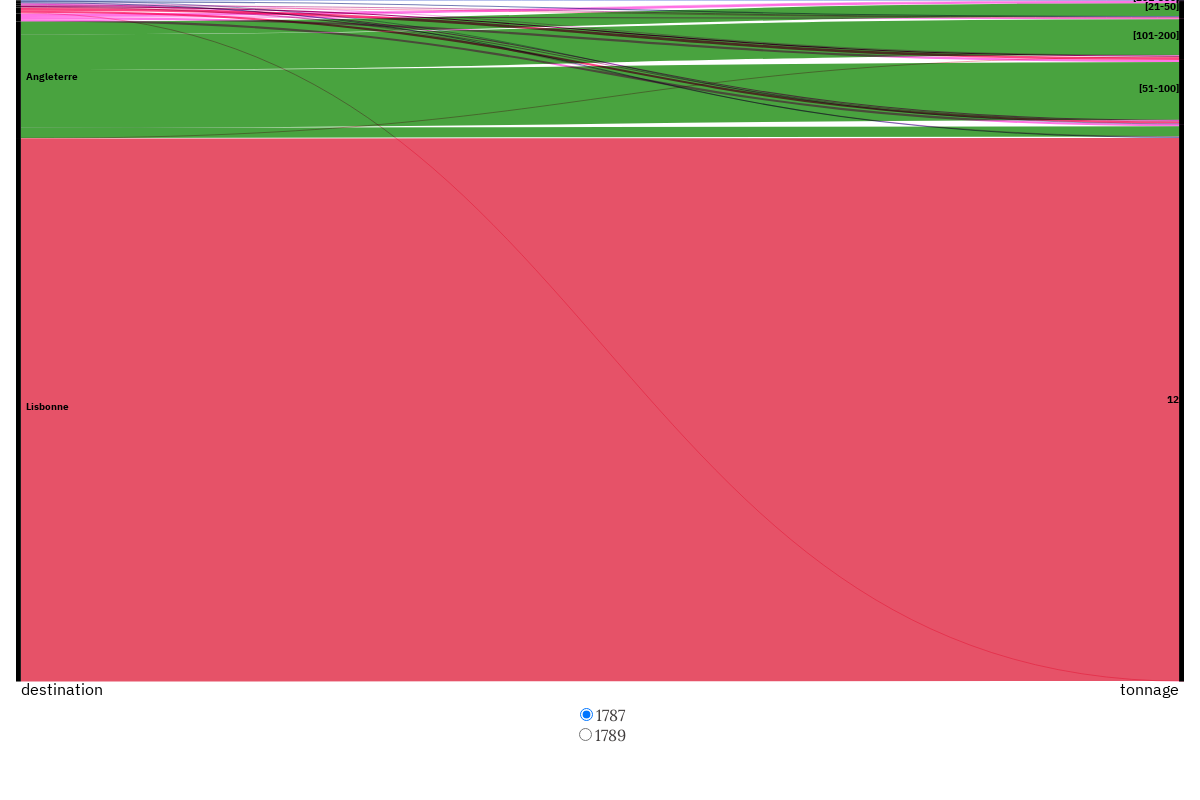 [21-50]
[101-200]
Angleterre
[51-100]
12
Lisbonne
destination
tonnage
1787
1789